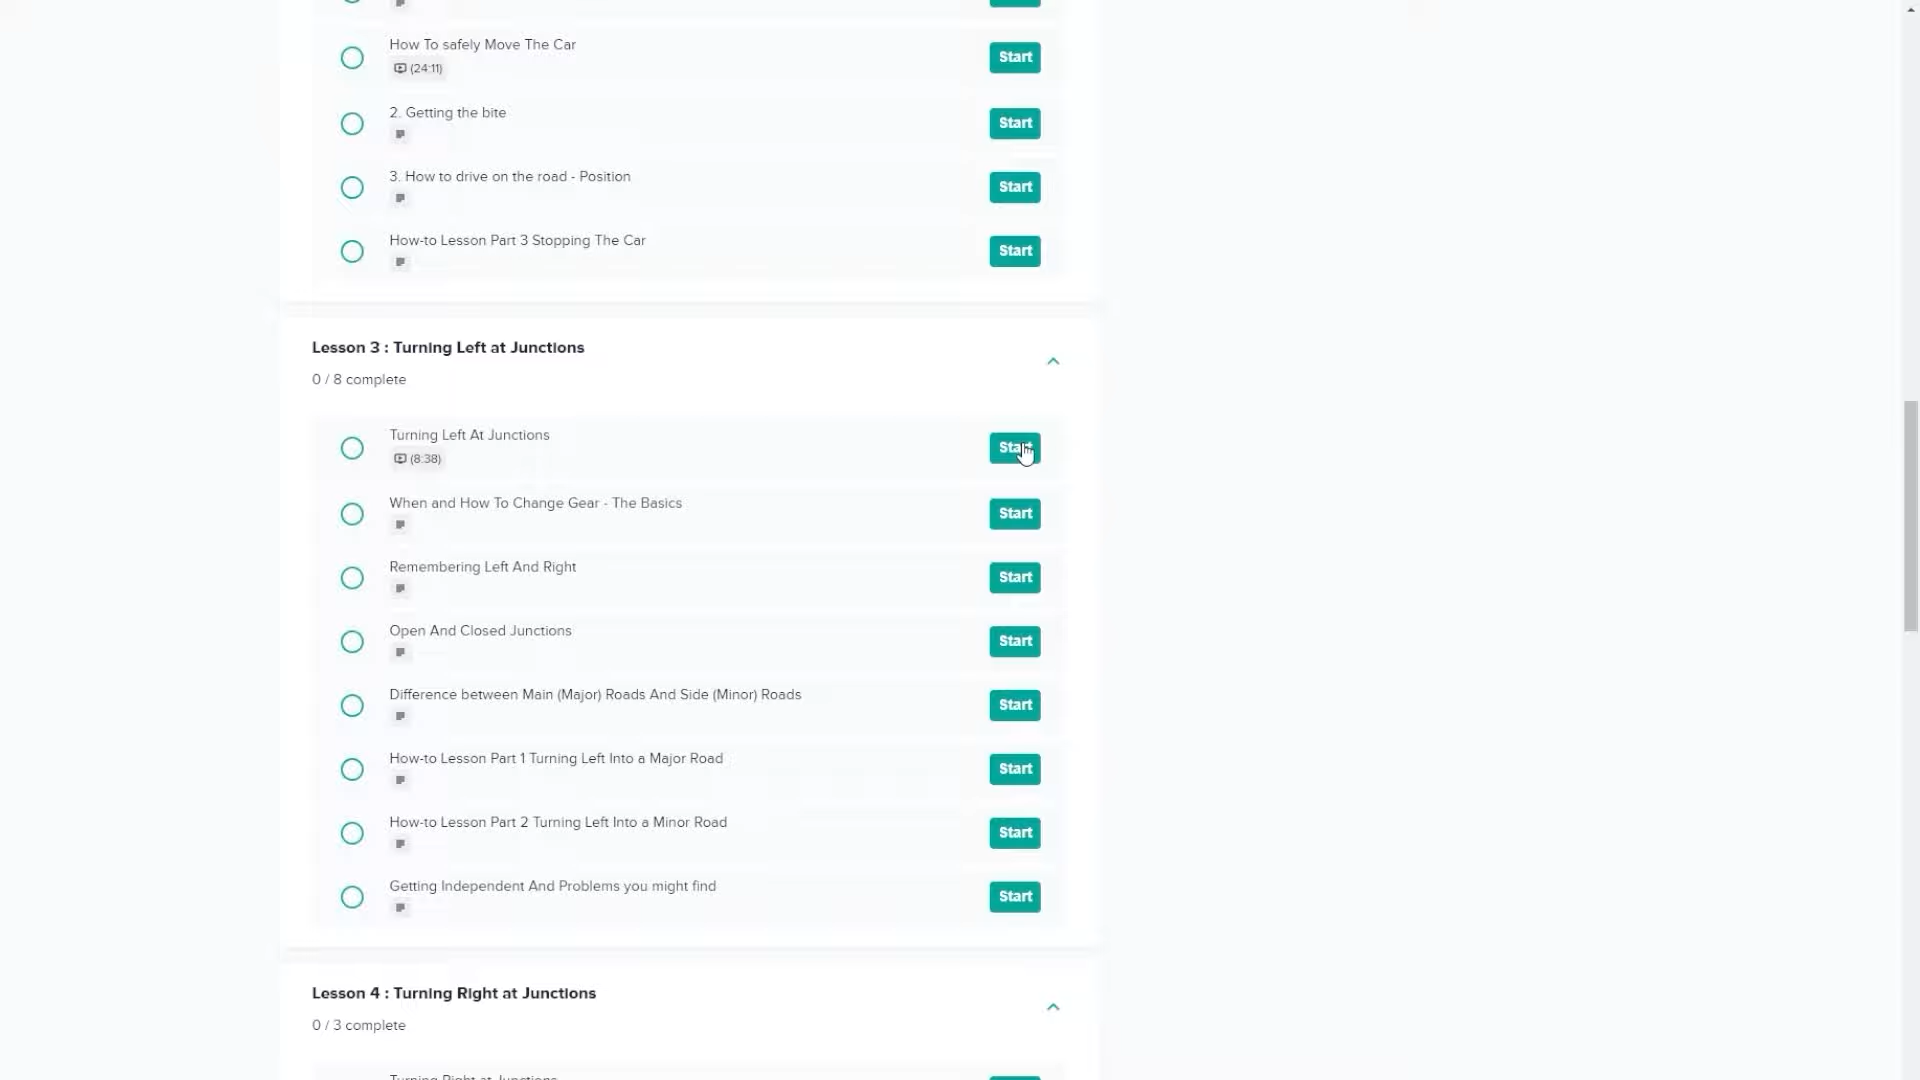 How To safely Move The Car
Start
(24:11)
2. Getting the bite
Start
3. How to drive on the road - Position
Start
How-to Lesson Part 3 Stopping The Car
Start
Lesson 3 : Turning Left at Junctions
0 / 8 complete
Turning Left At Junctions
Start
(8:38)
When and How To Change Gear - The Basics
Start
Remembering Left And Right
Start
Open And Closed Junctions
Start
Difference between Main (Major) Roads And Side (Minor) Roads
Start
How-to Lesson Part 1 Turning Left Into a Major Road
Start
How-to Lesson Part 2 Turning Left Into a Minor Road
Start
Getting Independent And Problems you might find
Start
Lesson 4 : Turning Right at Junctions
0 / 3 complete
Turning Right at Junctions